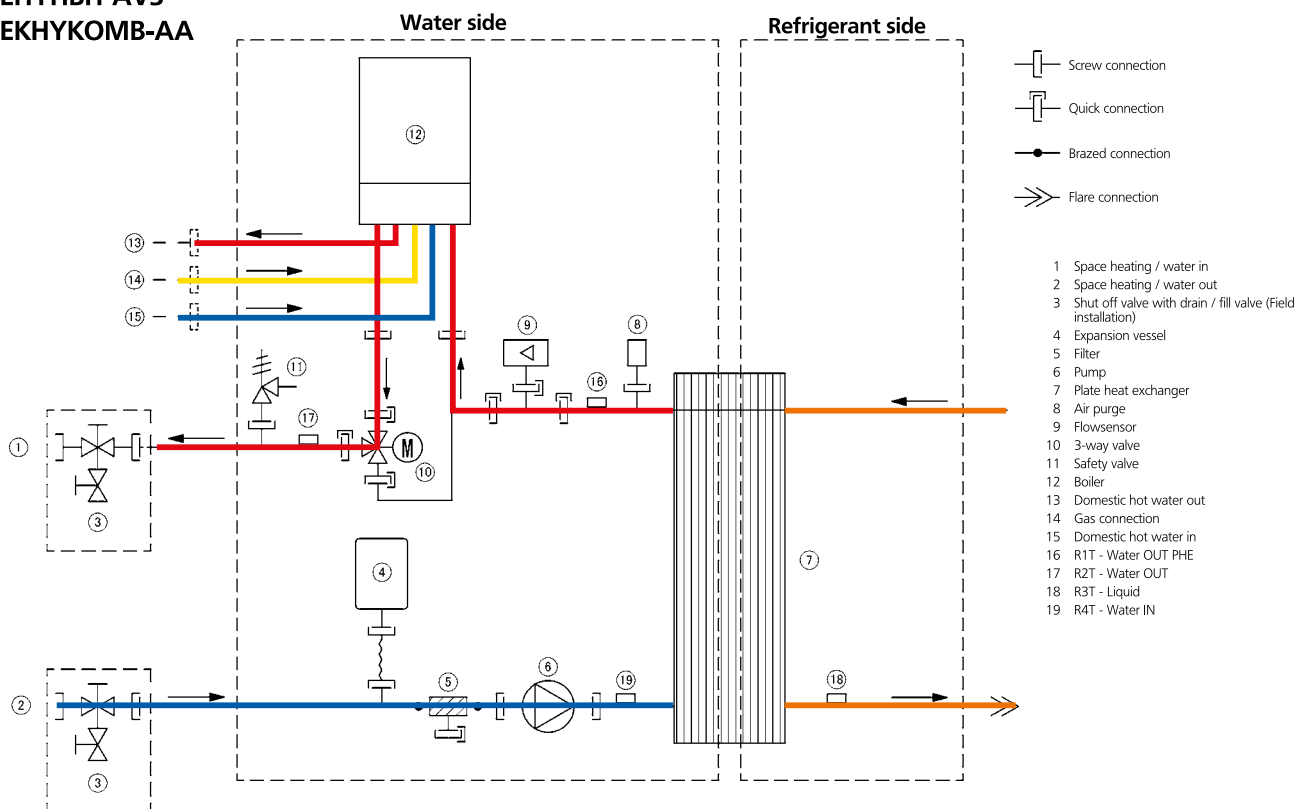 EKHYKOMB-AA
Water side
Refrigerant side
Screw connection
Quick connection
Brazed connection
Flare connection
12
13
14
15
9
8
11
16
17
1
M
10
3
4
7
5
6
19
18
2
3
1 Space heating / water in
2 Space heating / water out
3 Shut off valve with drain / fill valve (Field
installation)
4 Expansion vessel
5 Filter
6 Pump
7 Plate heat exchanger
8 Air purge
9 Flowsensor
10 3-way valve
11 Safety valve
12 Boiler
13 Domestic hot water out
14 Gas connection
15 Domestic hot water in
16 R1T - Water OUT PHE
17 R2T - Water OUT
18 R3T - Liquid
19 R4T - Water IN